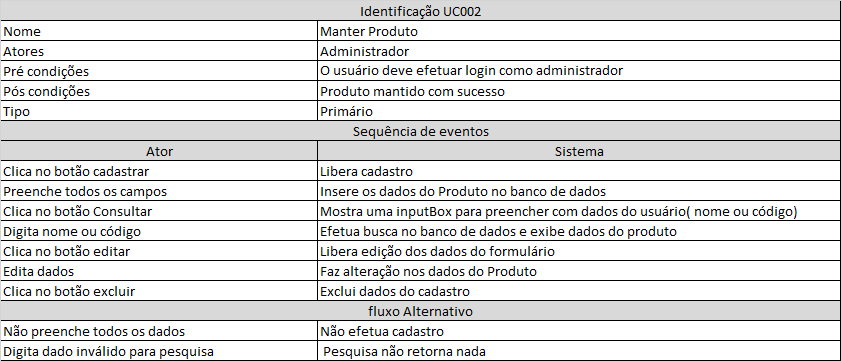 Identificação UC002
Nome Manter Produto
Atores Administrador
Pré condições O usuário deve efetuar login como administrador
Pós condições Produto mantido com sucesso
Tipo Primário
Sequência de eventos
Ator Sistema
Clica no botão cadastrar Libera cadastro
Preenche todos os campos Insere os dados do Produto no banco de dados
Clica no botão Consultar Mostra uma inputBox para preencher com dados do usuário( nome ou código)
Digita nome ou código Efetua busca no banco de dados e exibe dados do produto
Clica no botão editar Libera edição dos dados do formulário
Edita dados Faz alteração nos dados do Produto
Clica no botão excluir Exclui dados do cadastro
fluxo Alternativo
Não preenche todos os dados Não efetua cadastro
Digita dado inválido para pesquisa Pesquisa não retorna nada